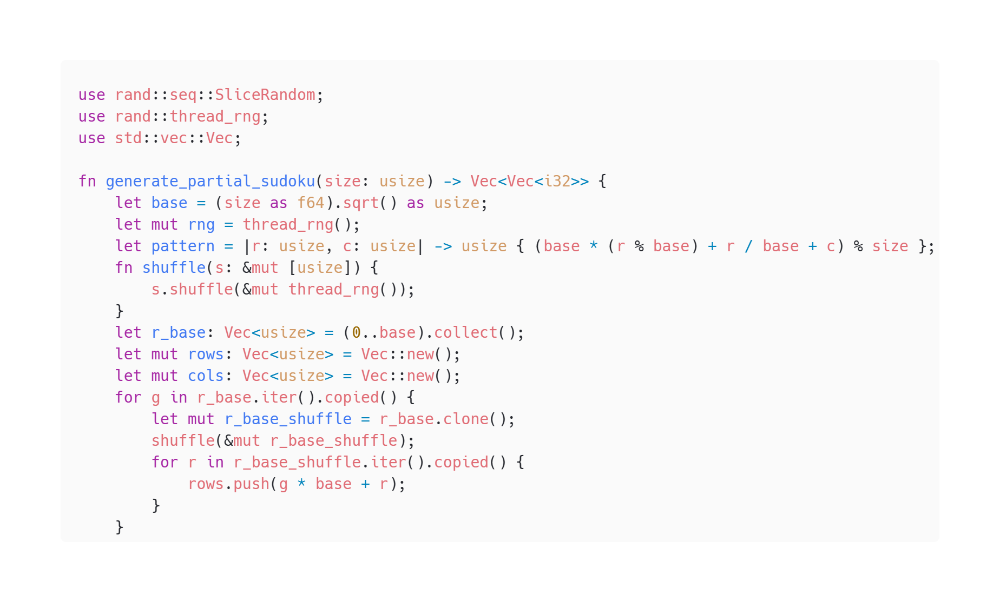 use rand::seq::SliceRandom;
use rand::thread_rng;
use std::vec::Vec;

fn generate_partial_sudoku(size: usize) -> Vec<Vec<i32>> {
    let base = (size as f64).sqrt() as usize;
    let mut rng = thread_rng();
    let pattern = |r: usize, c: usize| -> usize { (base * (r % base) + r / base + c) % size };
    fn shuffle(s: &mut [usize]) {
        s.shuffle(&mut thread_rng());
    }
    let r_base: Vec<usize> = (0..base).collect();
    let mut rows: Vec<usize> = Vec::new();
    let mut cols: Vec<usize> = Vec::new();
    for g in r_base.iter().copied() {
        let mut r_base_shuffle = r_base.clone();
        shuffle(&mut r_base_shuffle);
        for r in r_base_shuffle.iter().copied() {
            rows.push(g * base + r);
        }
    }